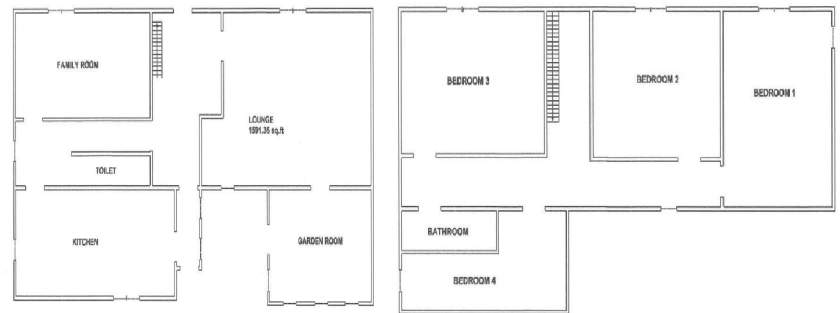 FAMILY ROOM
LOUNGE
1591.35 sq.ft
TOILET
KITCHEN
GARDEN ROOM
BEDROOM 3
BEDROOM 2
BEDROOM 1
BATHROOM
BEDROOM 4